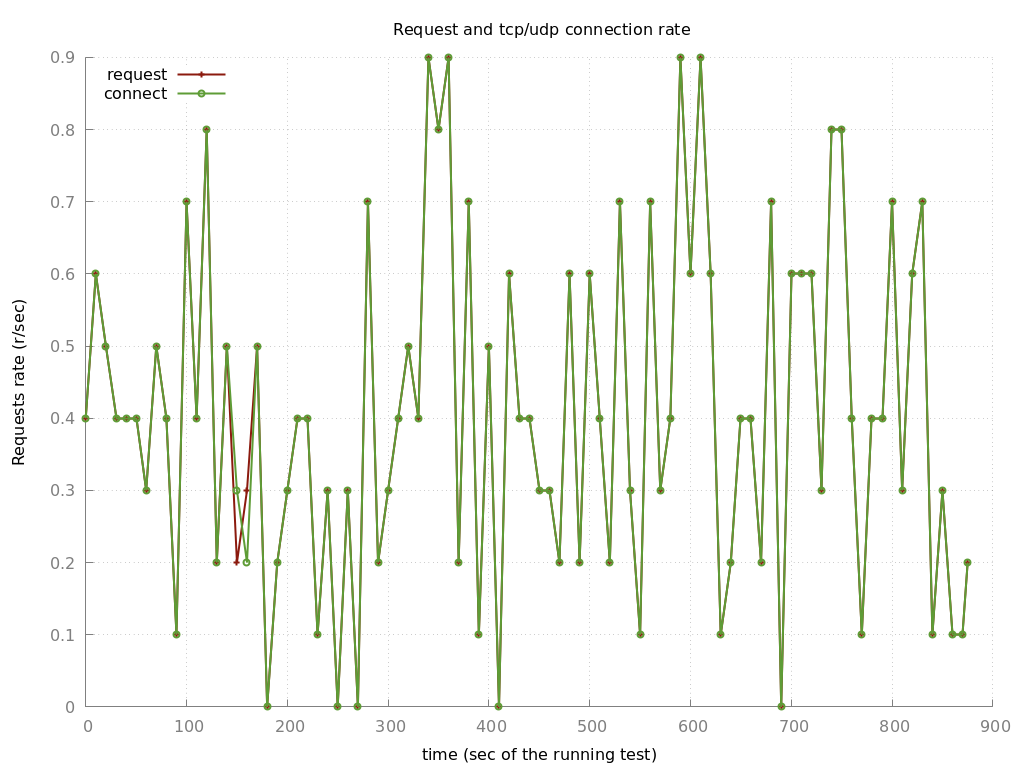 Request and tcp/udp connection rate
0.9
request
connect
0.8
0.7
0.6
0.5
0.4
0.3
0.2
0.1
0
Requests rate (r/sec)
0 100 200 300 400 500 600 700 800 900
time (sec of the running test)